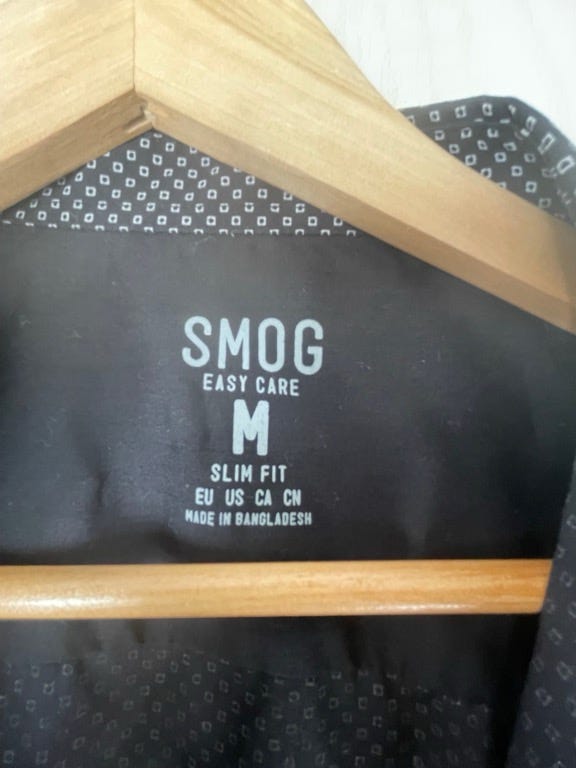 SMOG
EASY CARE
M
SLIM FIT
EU US CA CN
MADE IN BANGLADESH